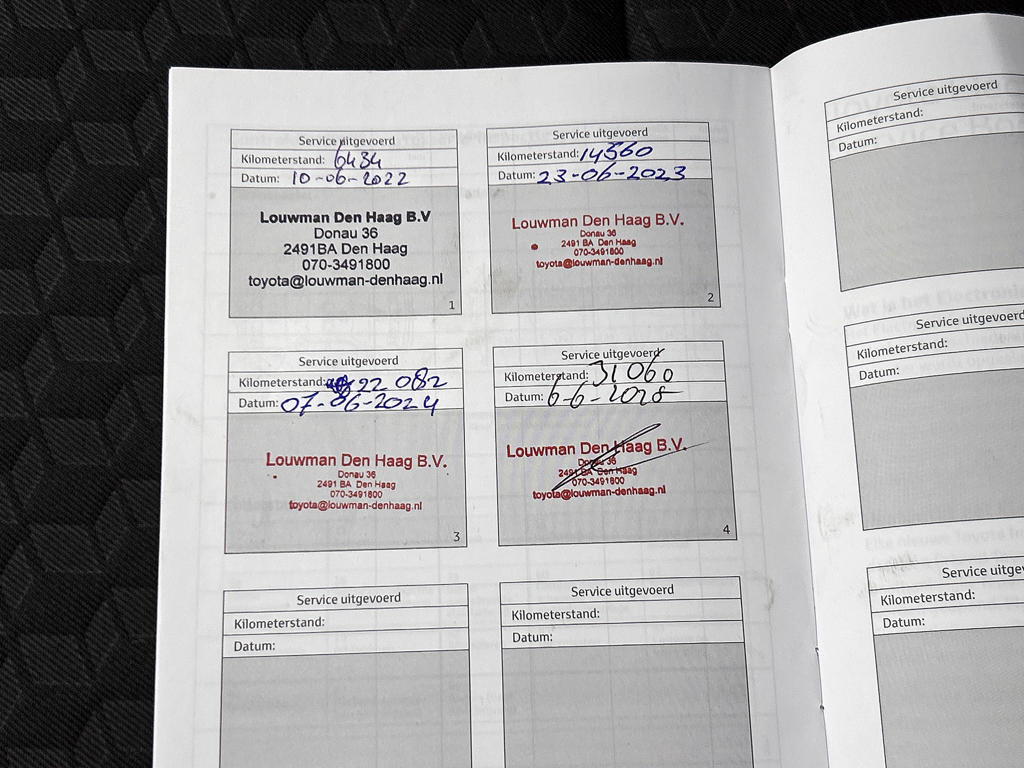 Service uitgevoerd
Kilometerstand: 6434
Datum: 10-06-2022
Louwman Den Haag B.V
Donau 36
2491BA Den Haag
070-3491800
toyota@louwman-denhaag.nl
1
Service uitgevoerd
Kilometerstand: 14560
Datum: 23-06-2023
Louwman Den Haag B.V.
Donau 36
2491 BA Den Haag
070-3491800
toyota@louwman-denhaag.nl
2
Service uitgevoerd
Kilometerstand: 22 082
Datum: 07-06-2024
Louwman Den Haag B.V.
Donau 36
2491 BA Den Haag
070-3491800
toyota@louwman-denhaag.nl
3
Service uitgevoerd
Kilometerstand: 31060
Datum: 6-6-2025
Louwman Den Haag B.V.
Donau 36
2491 BA Den Haag
070-3491800
toyota@louwman-denhaag.nl
4
Service uitgevoerd
Kilometerstand:
Datum:
Service uitgevoerd
Kilometerstand:
Datum:
Service uitgevoerd
Kilometerstand:
Datum:
Service uitgevoerd
Kilometerstand:
Datum:
Service uitgev
Kilometerstand:
Datum: